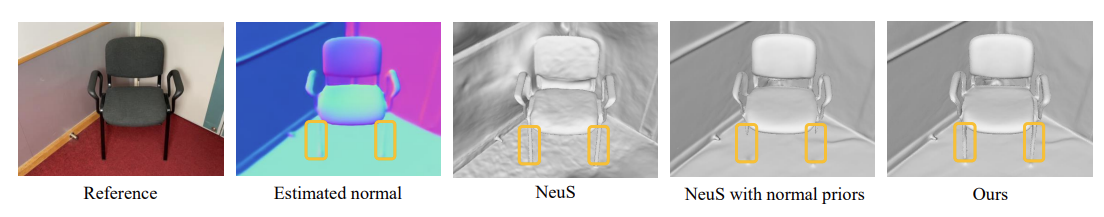 Reference
Estimated normal
NeuS
NeuS with normal priors
Ours